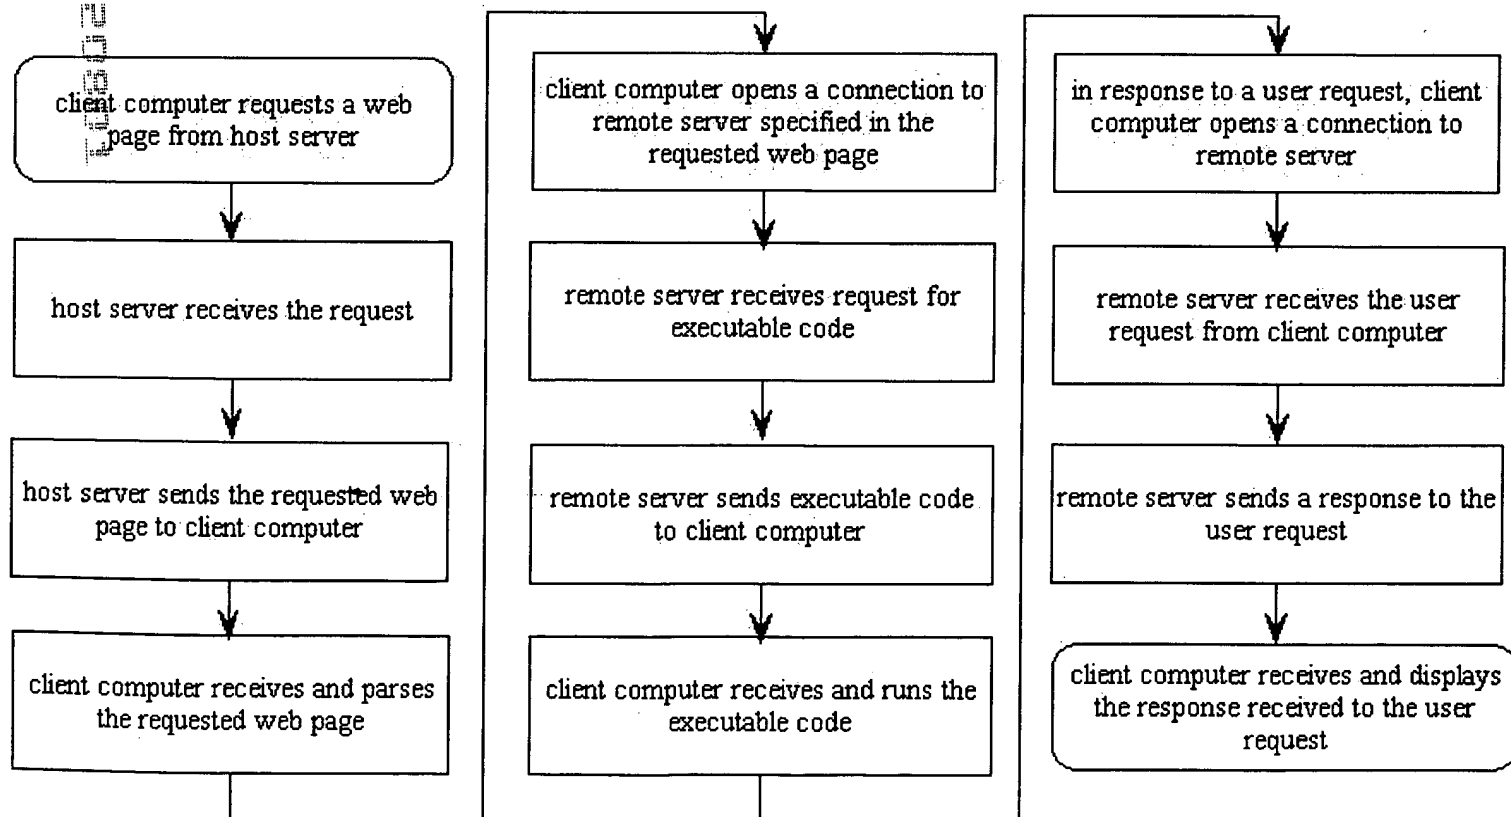 client computer requests a web
page from host server
host server receives the request
host server sends the requested web
page to client computer
client computer receives and parses
the requested web page
client computer opens a connection to
remote server specified in the
requested web page
remote server receives request for
executable code
remote server sends executable code
to client computer
client computer receives and runs the
executable code
in response to a user request, client
computer opens a connection to
remote server
remote server receives the user
request from client computer
remote server sends a response to the
user request
client computer receives and displays
the response received to the user
request